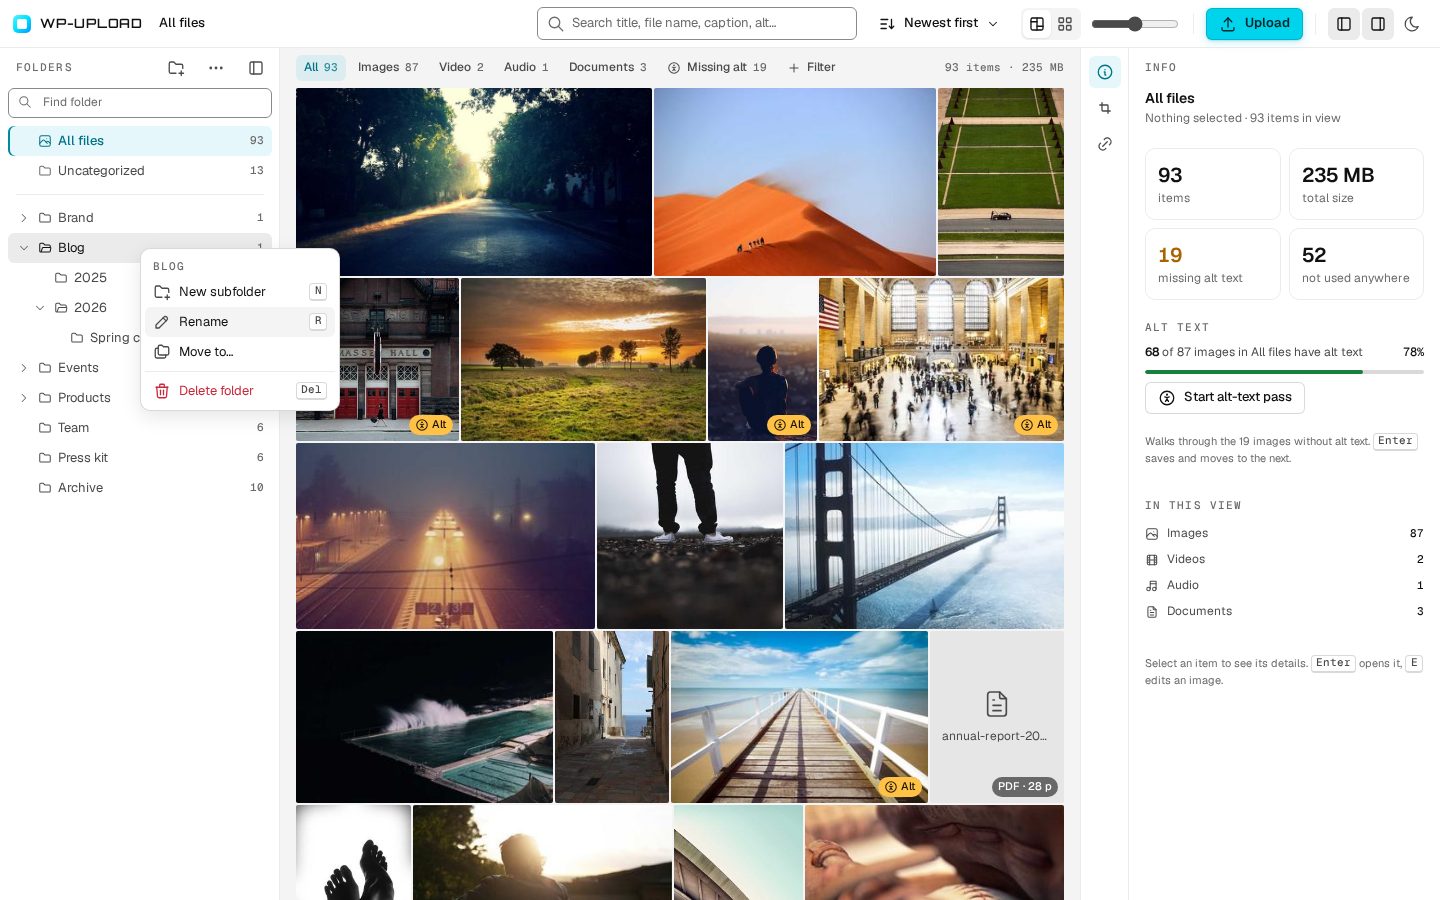 WP-UPLOAD
All files
Search title, file name, caption, alt...
Newest first
Upload
FOLDERS
Find folder
All files 93
Uncategorized 13
Brand 1
Blog
2025
2026
Spring c
Events
Products
Team 6
Press kit 6
Archive 10
BLOG
New subfolder N
Rename R
Move to...
Delete folder Del
All 93
Images 87
Video 2
Audio 1
Documents 3
Missing alt 19
Filter
93 items · 235 MB
MASSEY HALL
Alt
Alt
Alt
Alt
annual-report-20...
PDF · 28 p
INFO
All files
Nothing selected · 93 items in view
93
items
235 MB
total size
19
missing alt text
52
not used anywhere
ALT TEXT
68 of 87 images in All files have alt text 78%
Start alt-text pass
Walks through the 19 images without alt text. Enter
saves and moves to the next.
IN THIS VIEW
Images 87
Videos 2
Audio 1
Documents 3
Select an item to see its details. Enter opens it, E
edits an image.